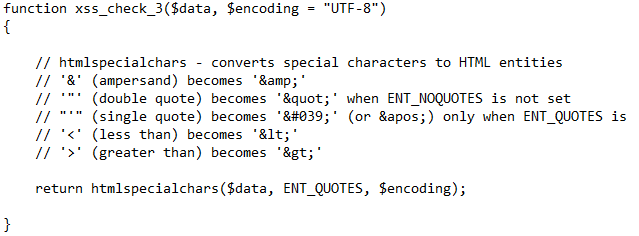 function xss_check_3($data, $encoding = "UTF-8")
{
// htmlspecialchars - converts special characters to HTML entities
// '&' (ampersand) becomes '&amp;'
// '"' (double quote) becomes '&quot;' when ENT_NOQUOTES is not set
// "'" (single quote) becomes '&#039;' (or &apos;) only when ENT_QUOTES is
// '<' (less than) becomes '&lt;'
// '>' (greater than) becomes '&gt;'
return htmlspecialchars($data, ENT_QUOTES, $encoding);
}